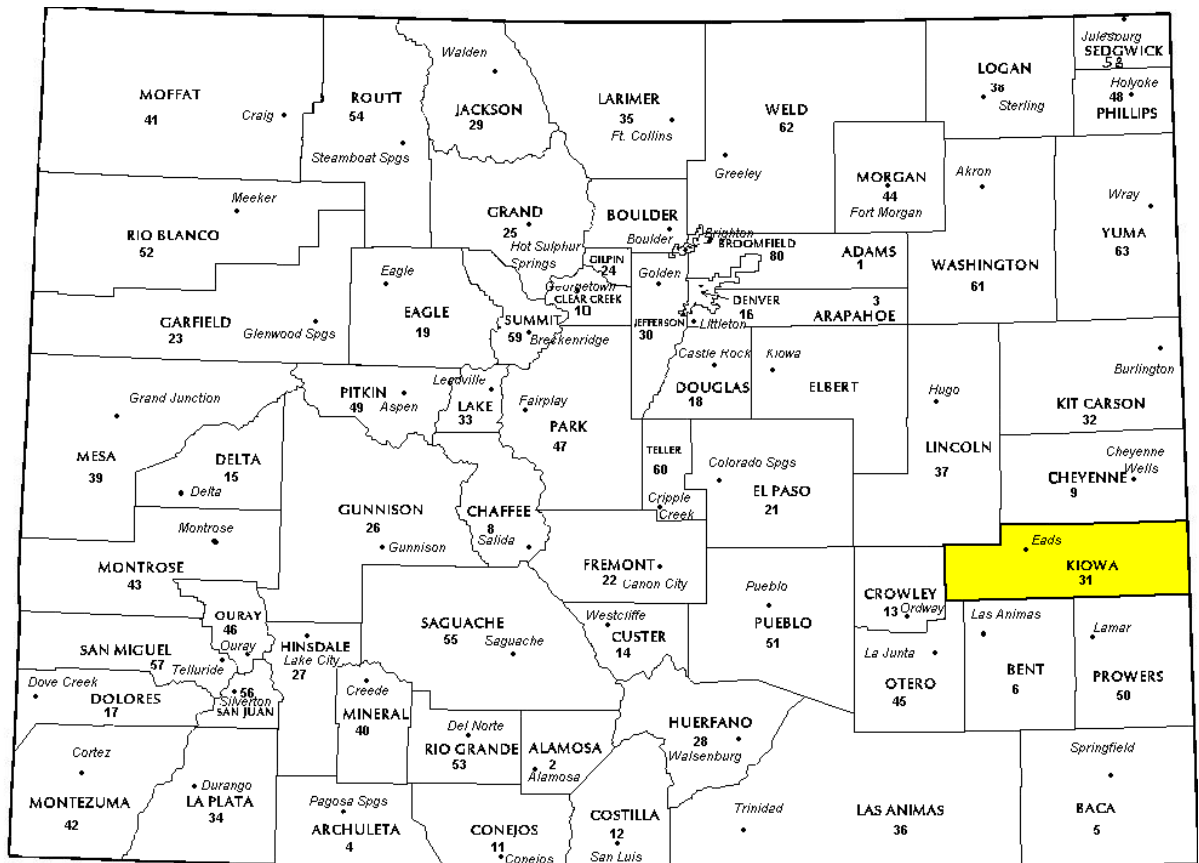 Julesburg
SEDGWICK
58
Walden
LOGAN
38
Sterling
Holyoke
48
PHILLIPS
MOFFAT
41
Craig
ROUTT
54
Steamboat Spgs
JACKSON
29
LARIMER
35
Ft. Collins
WELD
62
Greeley
MORGAN
44
Fort Morgan
Akron
Wray
YUMA
63
Meeker
RIO BLANCO
52
GRAND
25
Hot Sulphur
Springs
BOULDER
Boulder
Brighton
BROOMFIELD
80
ADAMS
1
WASHINGTON
61
GILPIN
24
Golden
Eagle
EAGLE
19
Georgetown
CLEAR CREEK
10
DENVER
16
3
ARAPAHOE
GARFIELD
23
Glenwood Spgs
SUMMIT
59
Breckenridge
JEFFERSON
30
Littleton
Castle Rock
DOUGLAS
18
Kiowa
ELBERT
Burlington
KIT CARSON
32
Hugo
LINCOLN
37
Grand Junction
MESA
39
PITKIN
49
Aspen
Leadville
LAKE
33
Fairplay
PARK
47
DELTA
15
Delta
TELLER
60
Cripple
Creek
Colorado Spgs
EL PASO
21
Cheyenne
Wells
CHEYENNE
9
GUNNISON
26
Gunnison
CHAFFEE
8
Salida
Montrose
MONTROSE
43
FREMONT
22
Canon City
Eads
KIOWA
31
Pueblo
PUEBLO
51
CROWLEY
13
Ordway
OURAY
46
Ouray
HINSDALE
Lake City
27
SAGUACHE
55
Saguache
Westcliffe
CUSTER
14
Las Animas
BENT
6
Lamar
PROWERS
50
La Junta
OTERO
45
SAN MIGUEL
57
Telluride
Dove Creek
DOLORES
17
56
Silverton
SAN JUAN
Creede
MINERAL
40
Del Norte
RIO GRANDE
53
ALAMOSA
2
Alamosa
HUERFANO
28
Walsenburg
Cortez
MONTEZUMA
42
Durango
LA PLATA
34
Pagosa Spgs
ARCHULETA
4
CONEJOS
11
Conejos
COSTILLA
12
San Luis
Trinidad
LAS ANIMAS
36
Springfield
BACA
5